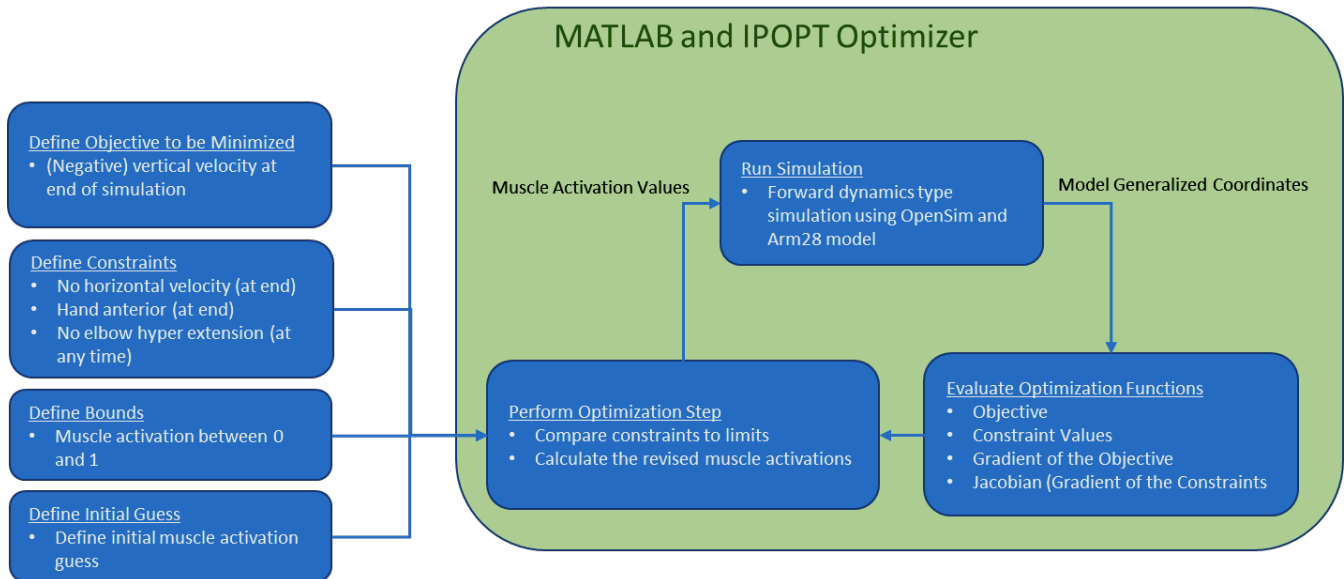 MATLAB and IPOPT Optimizer
Define Objective to be Minimized
• (Negative) vertical velocity at
end of simulation
Define Constraints
• No horizontal velocity (at end)
• Hand anterior (at end)
• No elbow hyper extension (at
any time)
Define Bounds
• Muscle activation between 0
and 1
Define Initial Guess
• Define initial muscle activation
guess
Muscle Activation Values
Run Simulation
• Forward dynamics type
simulation using OpenSim and
Arm28 model
Model Generalized Coordinates
Perform Optimization Step
• Compare constraints to limits
• Calculate the revised muscle activations
Evaluate Optimization Functions
• Objective
• Constraint Values
• Gradient of the Objective
• Jacobian (Gradient of the Constraints